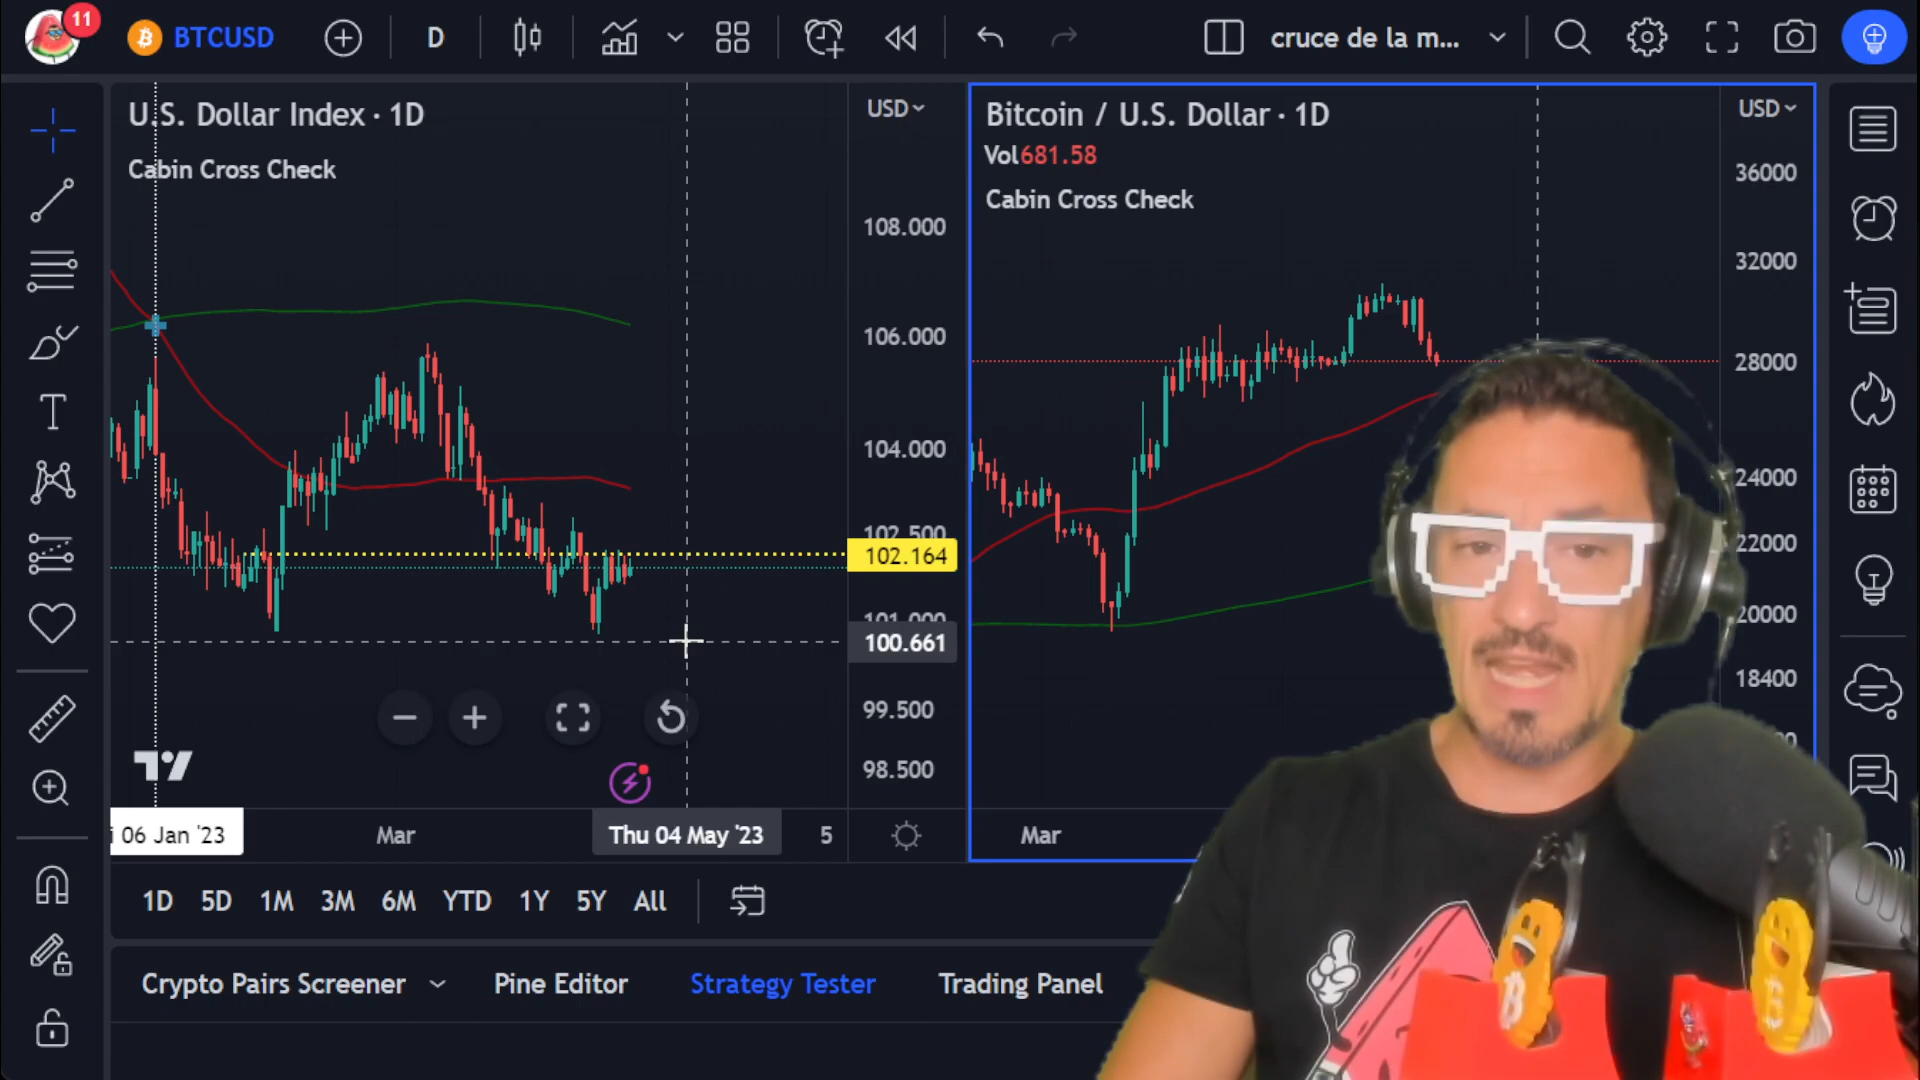 11
BTCUSD
D
cruce de la m...
U.S. Dollar Index · 1D
Cabin Cross Check
USD
108.000
106.000
104.000
102.500
102.164
100.661
99.500
98.500
06 Jan '23
Mar
Thu 04 May '23
5
Bitcoin / U.S. Dollar · 1D
Vol681.58
Cabin Cross Check
USD
36000
32000
28000
24000
22000
20000
18400
Mar
1D 5D 1M 3M 6M YTD 1Y 5Y All
Crypto Pairs Screener Pine Editor Strategy Tester Trading Panel